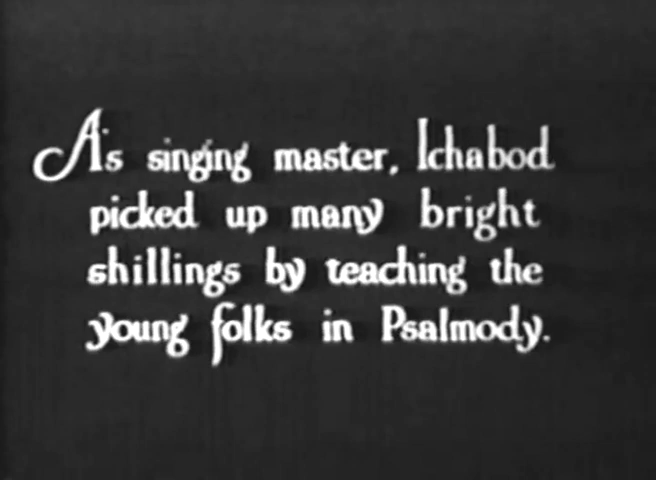 As singing master, Ichabod
picked up many bright
shillings by teaching the
young folks in Psalmody.